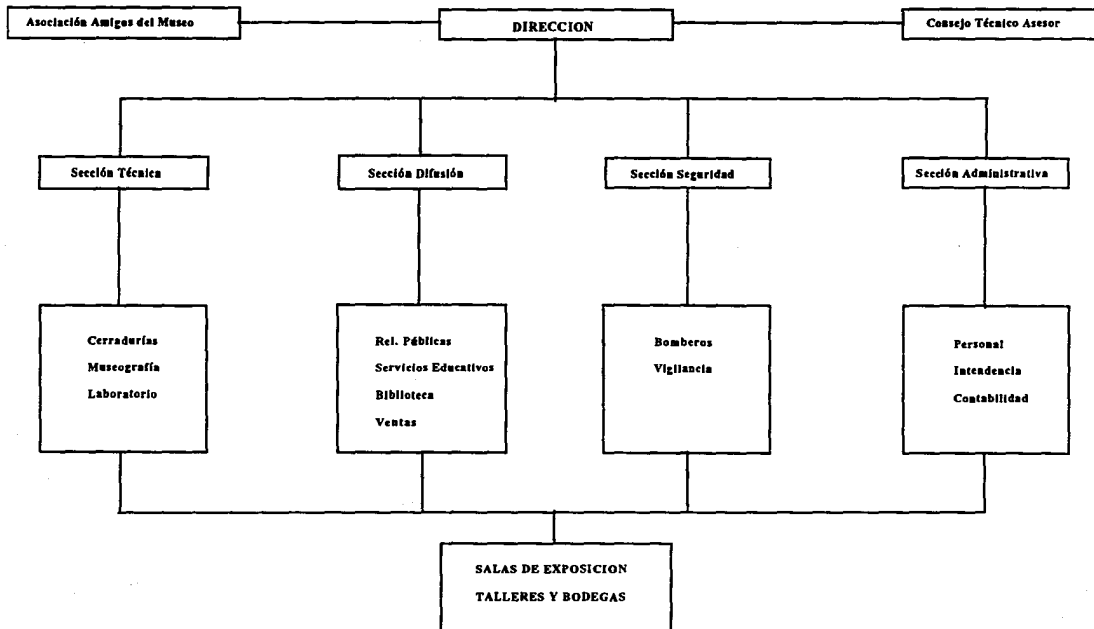 Asociación Amigos del Museo
DIRECCION
Consejo Técnico Asesor
Sección Técnica
Sección Difusión
Sección Seguridad
Sección Administrativa
Cerradurías
Museografía
Laboratorio
Rel. Públicas
Servicios Educativos
Biblioteca
Ventas
Bomberos
Vigilancia
Personal
Intendencia
Contabilidad
SALAS DE EXPOSICION
TALLERES Y BODEGAS